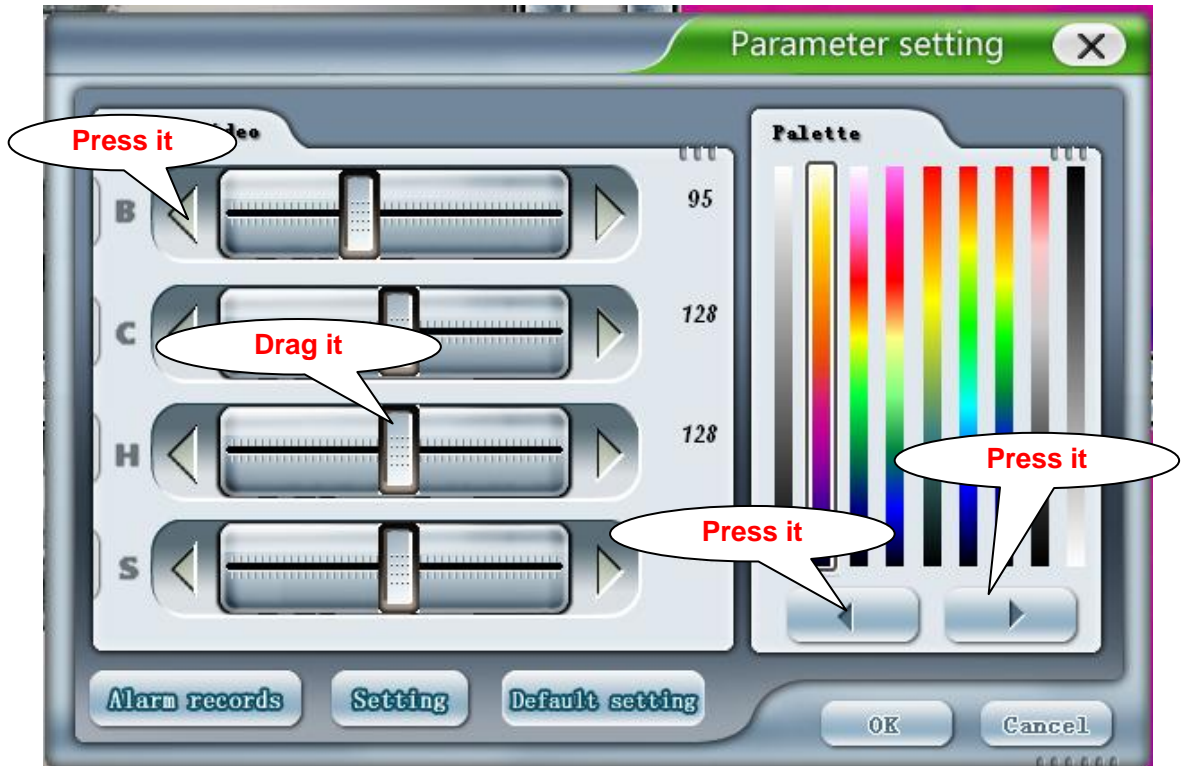 Parameter setting
Press it
Palette
B
95
C
128
Drag it
H
128
Press it
Press it
S
Alarm records
Setting
Default setting
OK
Cancel